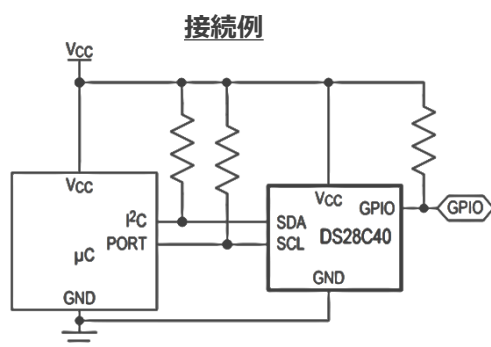 接続例
VCC
VCC
I²C
PORT
µC
GND
VCC
GPIO
SDA
SCL
DS28C40
GND
GPIO